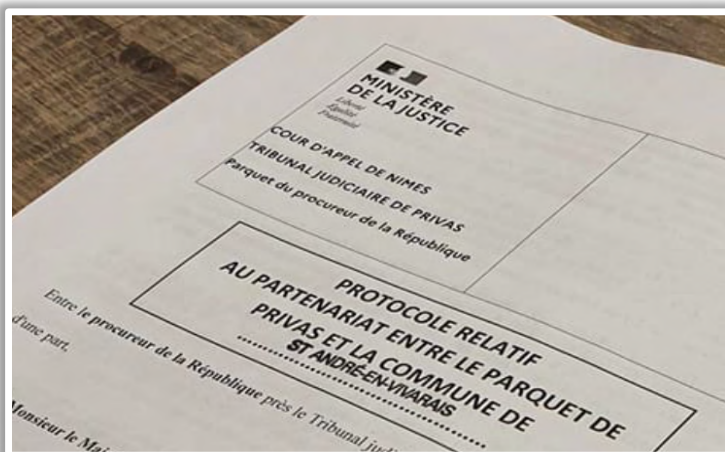 MINISTÈRE
DE LA JUSTICE
Liberté
Égalité
Fraternité
COUR D'APPEL DE NIMES
TRIBUNAL JUDICIAIRE DE PRIVAS
Parquet du procureur de la République
PROTOCOLE RELATIF
AU PARTENARIAT ENTRE LE PARQUET DE
PRIVAS ET LA COMMUNE DE
ST ANDRÉ-EN-VIVARAIS
Entre le procureur de la République près le Tribunal judi
d'une part,
Monsieur le Mai